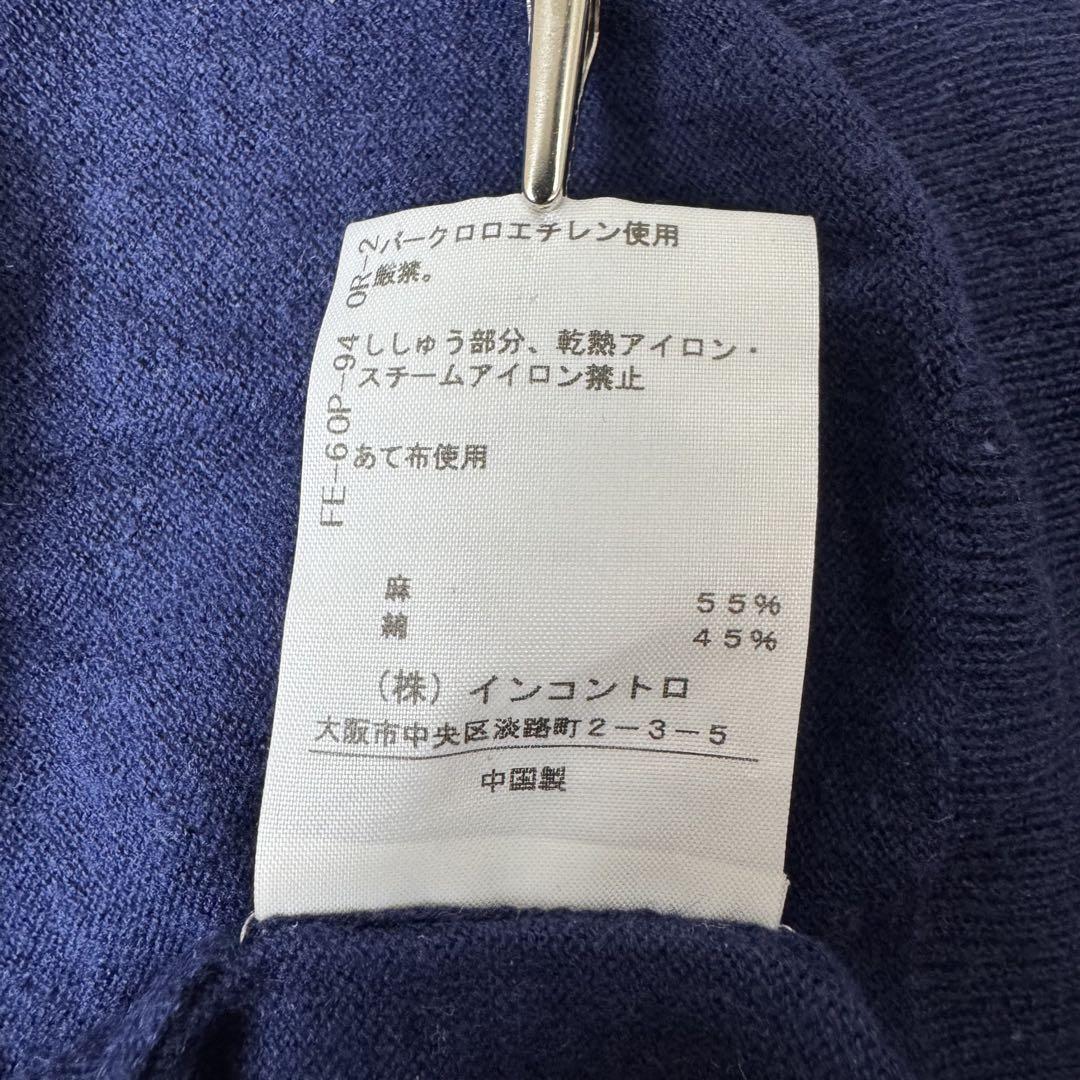 パークロロエチレン使用
厳禁。
ししゅう部分、乾熱アイロン・
スチームアイロン禁止
あて布使用
FE-60P-94 OR-2
麻 55%
綿 45%
(株)インコントロ
大阪市中央区淡路町2-3-5
中国製